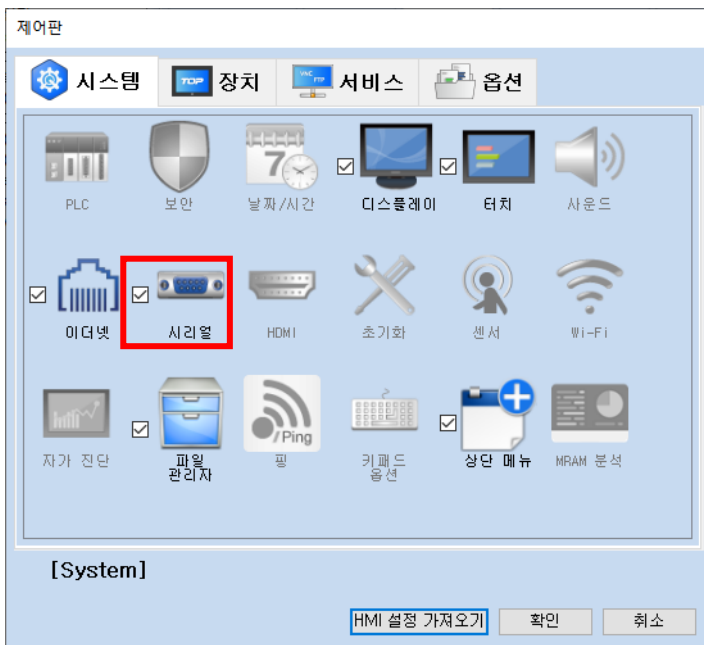 제어판
시스템
TOP 장치
VNC FTP 서비스
옵션
7
PLC
보안
날짜/시간
디스플레이
터치
사운드
이더넷
시리얼
HDMI
초기화
센서
Wi-Fi
/Ping
자가 진단
파일
관리자
핑
키패드
옵션
상단 메뉴
MRAM 분석
[System]
HMI 설정 가져오기
확인
취소